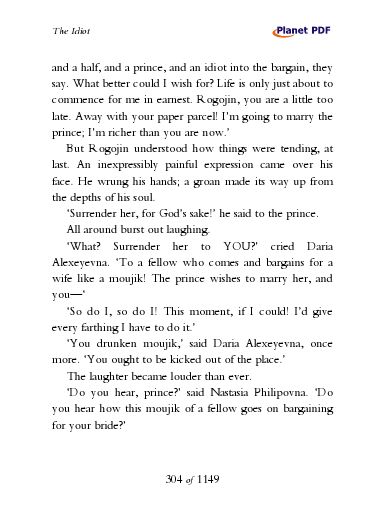 The Idiot
Planet PDF
and a half, and a prince, and an idiot into the bargain, they
say. What better could I wish for? Life is only just about to
commence for me in earnest. Rogojin, you are a little too
late. Away with your paper parcel! I’m going to marry the
prince; I’m richer than you are now.’
But Rogojin understood how things were tending, at
last. An inexpressibly painful expression came over his
face. He wrung his hands; a groan made its way up from
the depths of his soul.
‘Surrender her, for God’s sake!’ he said to the prince.
All around burst out laughing.
‘What? Surrender her to YOU?’ cried Daria
Alexeyevna. ‘To a fellow who comes and bargains for a
wife like a moujik! The prince wishes to marry her, and
you—‘
‘So do I, so do I! This moment, if I could! I’d give
every farthing I have to do it.’
‘You drunken moujik,’ said Daria Alexeyevna, once
more. ‘You ought to be kicked out of the place.’
The laughter became louder than ever.
‘Do you hear, prince?’ said Nastasia Philipovna. ‘Do
you hear how this moujik of a fellow goes on bargaining
for your bride?’
304 of 1149